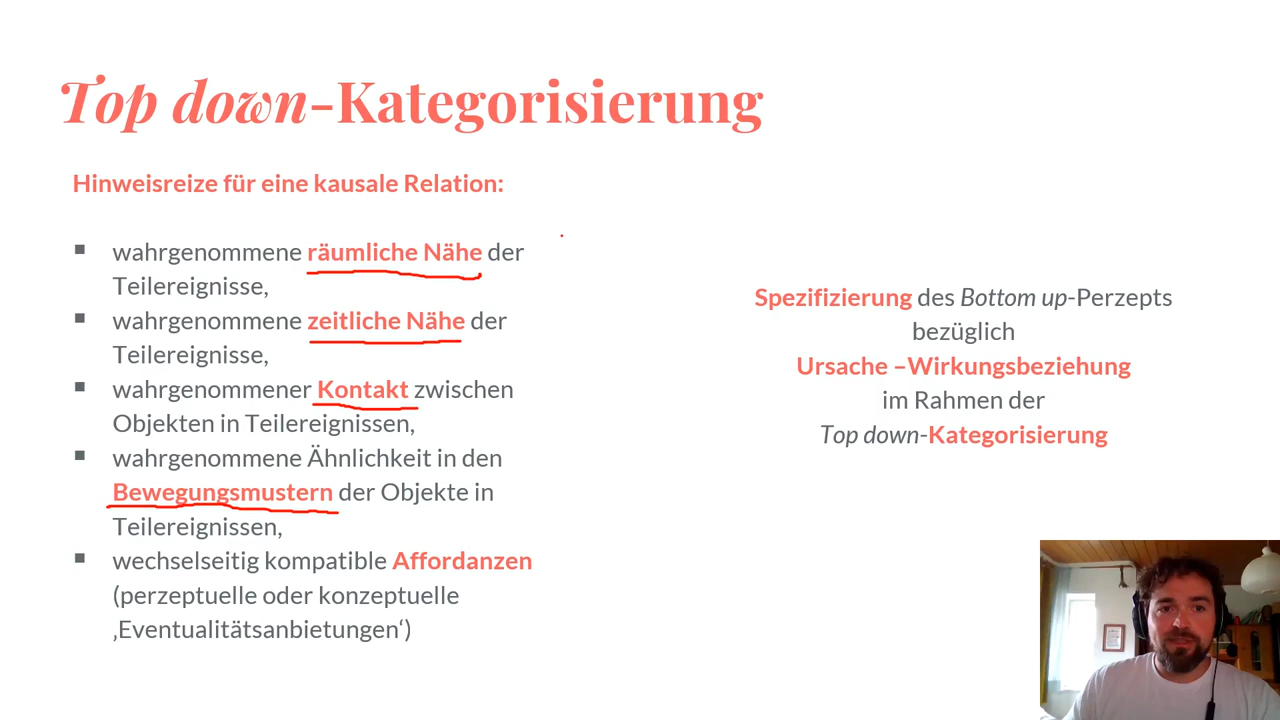 Top down-Kategorisierung
Hinweisreize für eine kausale Relation:
wahrgenommene räumliche Nähe der
Teilereignisse,
wahrgenommene zeitliche Nähe der
Teilereignisse,
wahrgenommener Kontakt zwischen
Objekten in Teilereignissen,
wahrgenommene Ähnlichkeit in den
Bewegungsmustern der Objekte in
Teilereignissen,
wechselseitig kompatible Affordanzen
(perzeptuelle oder konzeptuelle
‚Eventualitätsanbietungen‘)
Spezifizierung des Bottom up-Perzepts
bezüglich
Ursache –Wirkungsbeziehung
im Rahmen der
Top down-Kategorisierung